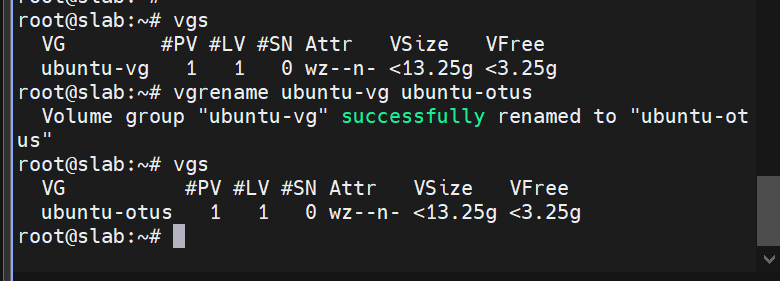 root@slab:~# vgs
  VG        #PV #LV #SN Attr   VSize   VFree
  ubuntu-vg   1   1   0 wz--n- <13.25g <3.25g
root@slab:~# vgrename ubuntu-vg ubuntu-otus
  Volume group "ubuntu-vg" successfully renamed to "ubuntu-ot
us"
root@slab:~# vgs
  VG          #PV #LV #SN Attr   VSize   VFree
  ubuntu-otus   1   1   0 wz--n- <13.25g <3.25g
root@slab:~#